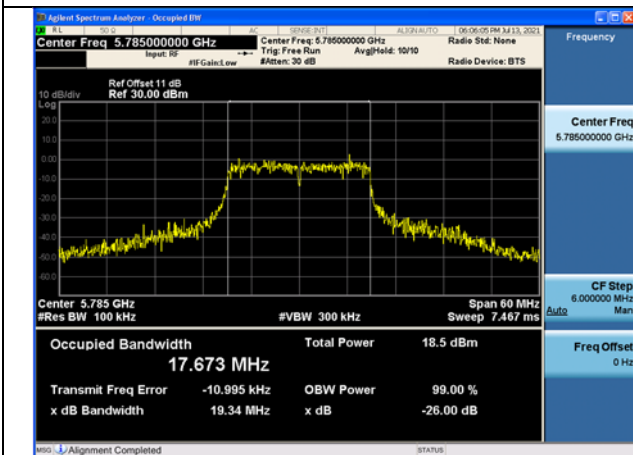 Agilent Spectrum Analyzer - Occupied BW
RL 50 Ω AC SENSE:INT ALIGN AUTO 06:06:05 PM Jul 13, 2021
Center Freq 5.785000000 GHz
Input: RF
#IFGain:Low
Center Freq: 5.785000000 GHz
Trig: Free Run Avg|Hold: 10/10
#Atten: 30 dB
Radio Std: None
Radio Device: BTS
Frequency
Ref Offset 11 dB
10 dB/div Ref 30.00 dBm
Log
20.0
10.0
0.00
-10.0
-20.0
-30.0
-40.0
-50.0
-60.0
Center Freq
5.785000000 GHz
Center 5.785 GHz Span 60 MHz
#Res BW 100 kHz #VBW 300 kHz Sweep 7.467 ms
CF Step
6.000000 MHz
Auto Man
Occupied Bandwidth Total Power 18.5 dBm
17.673 MHz
Transmit Freq Error -10.995 kHz OBW Power 99.00 %
x dB Bandwidth 19.34 MHz x dB -26.00 dB
Freq Offset
0 Hz
MSG Alignment Completed STATUS